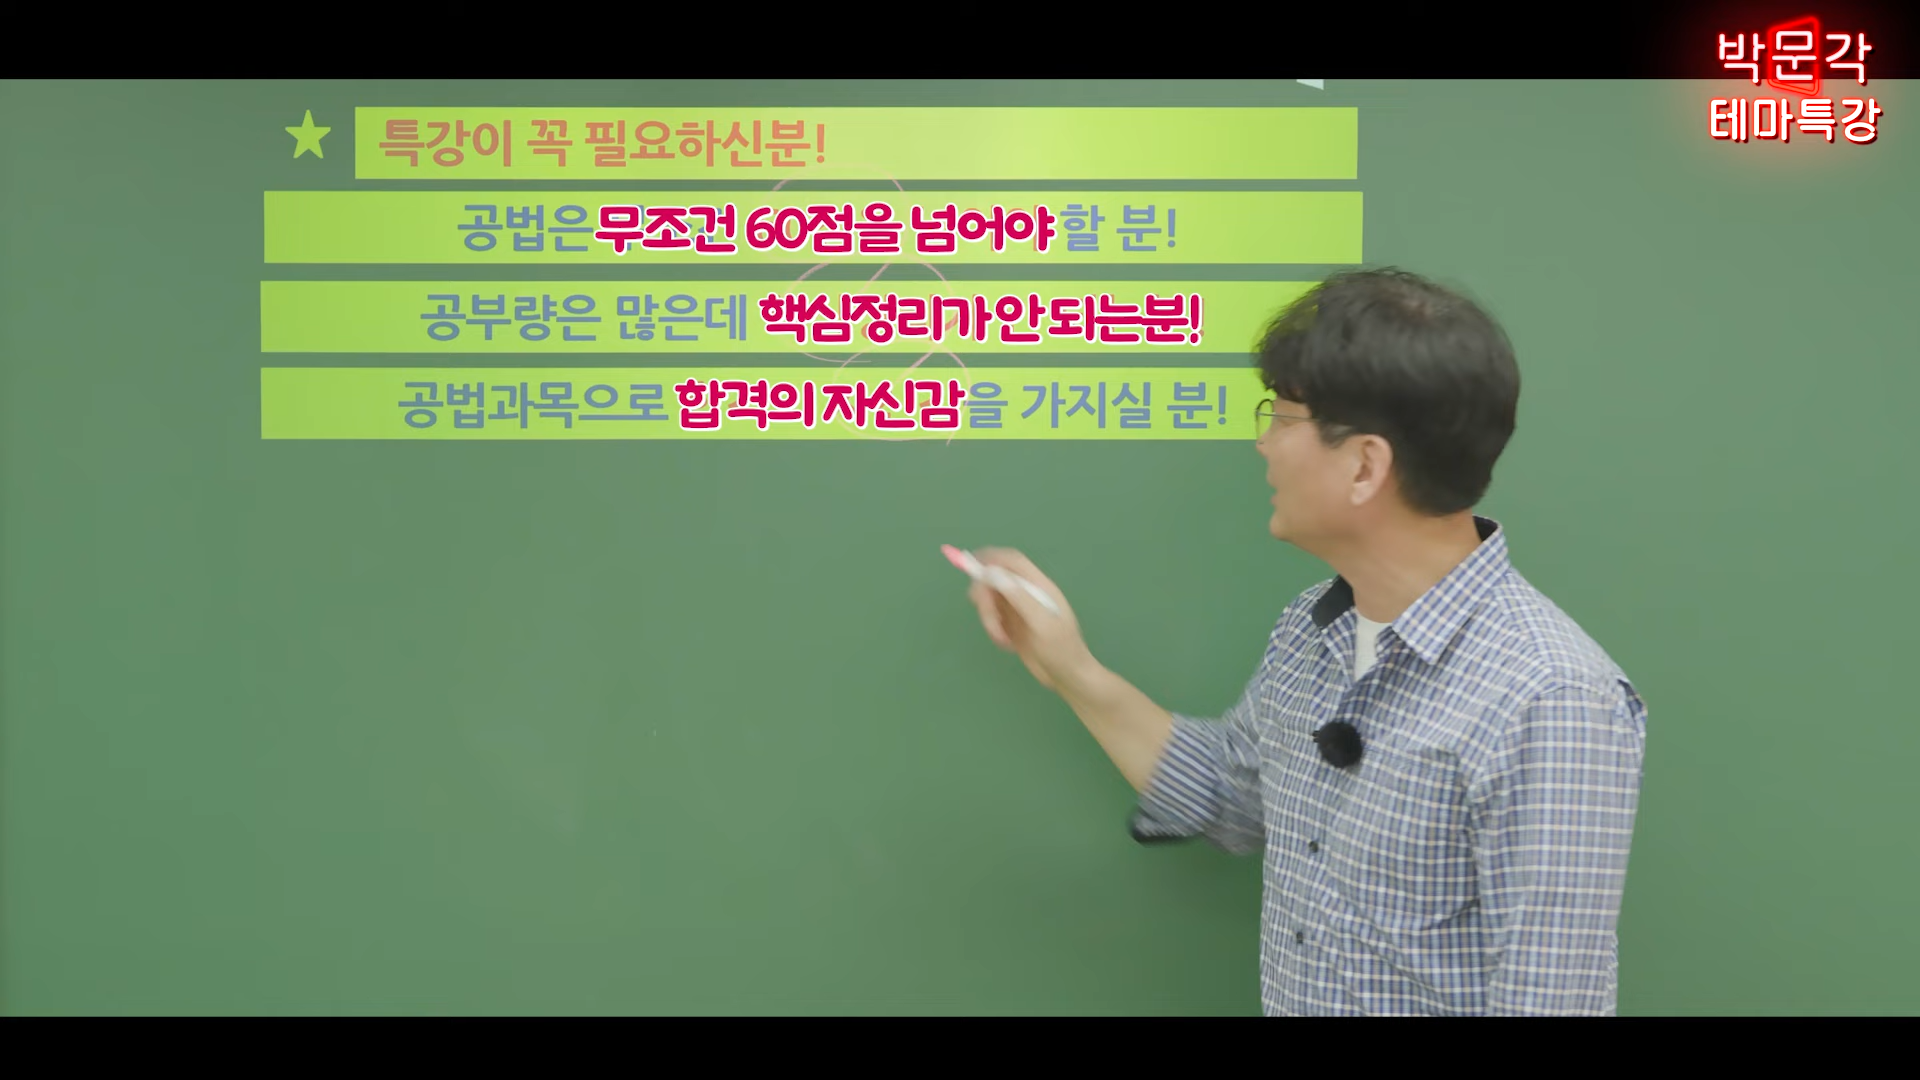 박문각
테마특강
특강이 꼭 필요하신분!
공법은 무조건 60점을 넘어야 할 분!
공부량은 많은데 핵심정리가 안 되는분!
공법과목으로 합격의 자신감을 가지실 분!